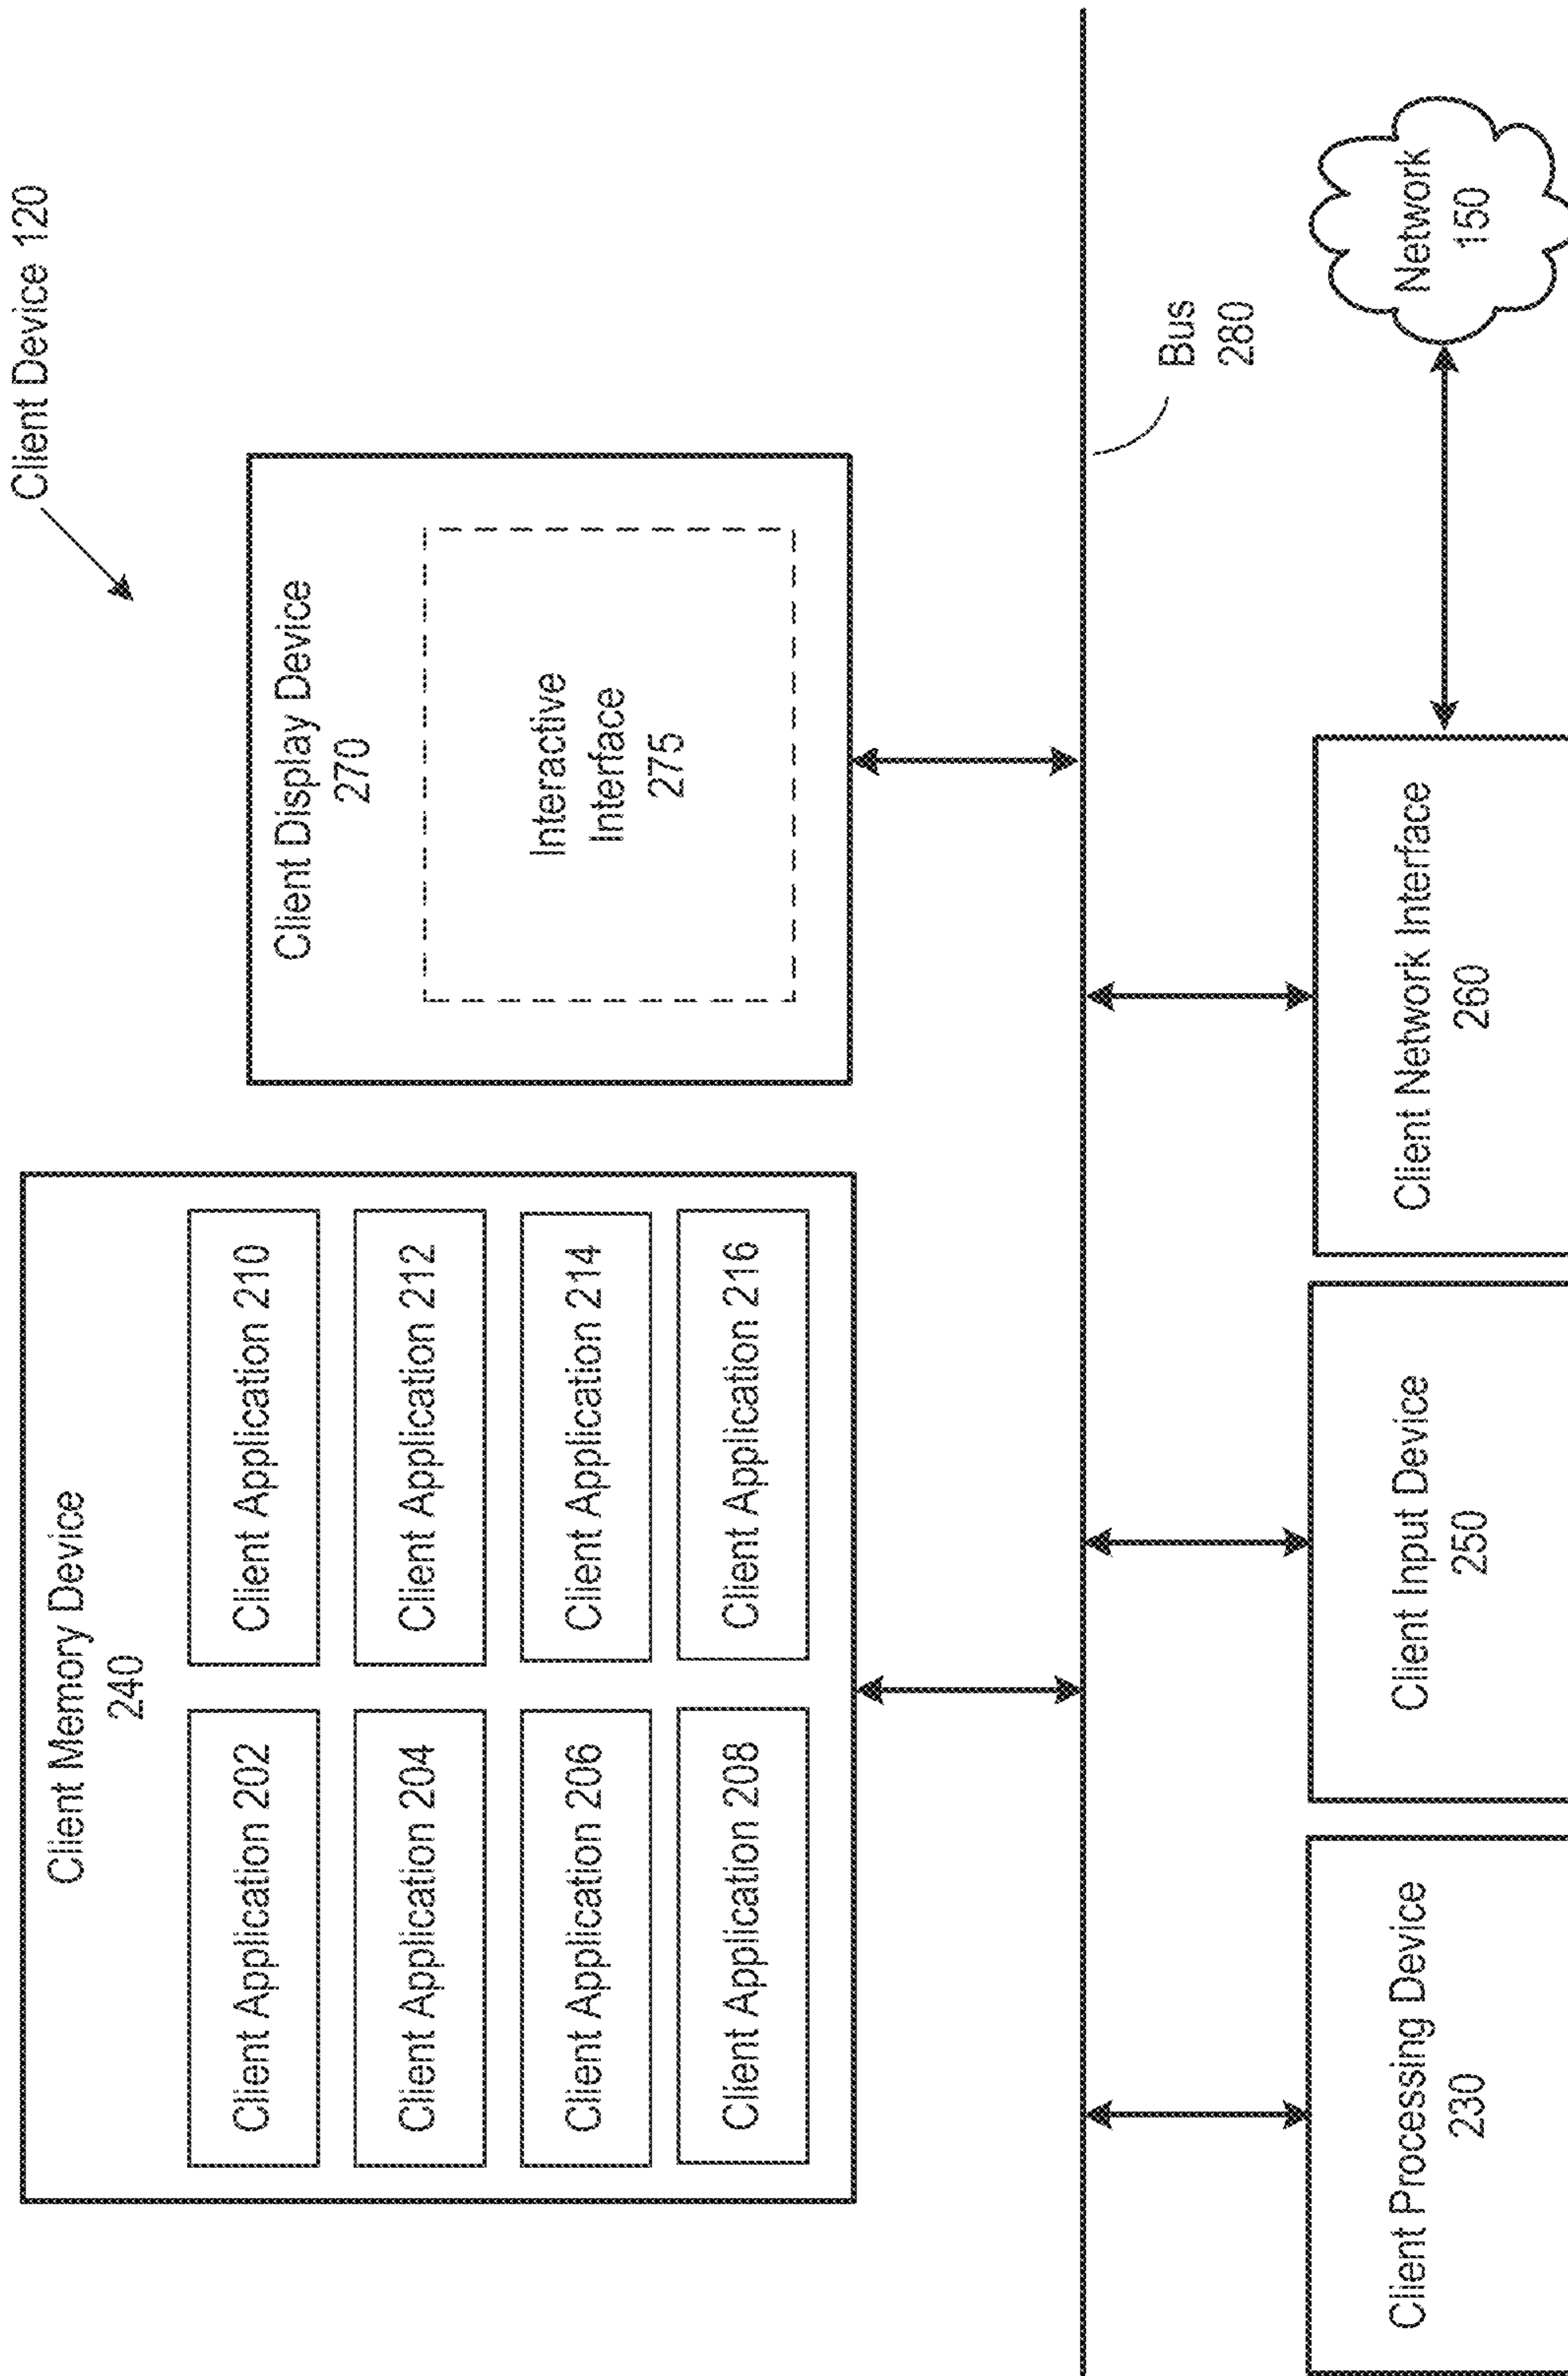 Client Device 120
Client Memory Device
240
Client Application 202
Client Application 210
Client Application 204
Client Application 212
Client Application 206
Client Application 214
Client Application 208
Client Application 216
Client Display Device
270
Interactive
Interface
275
Bus
280
Client Processing Device
230
Client Input Device
250
Client Network Interface
260
Network
150